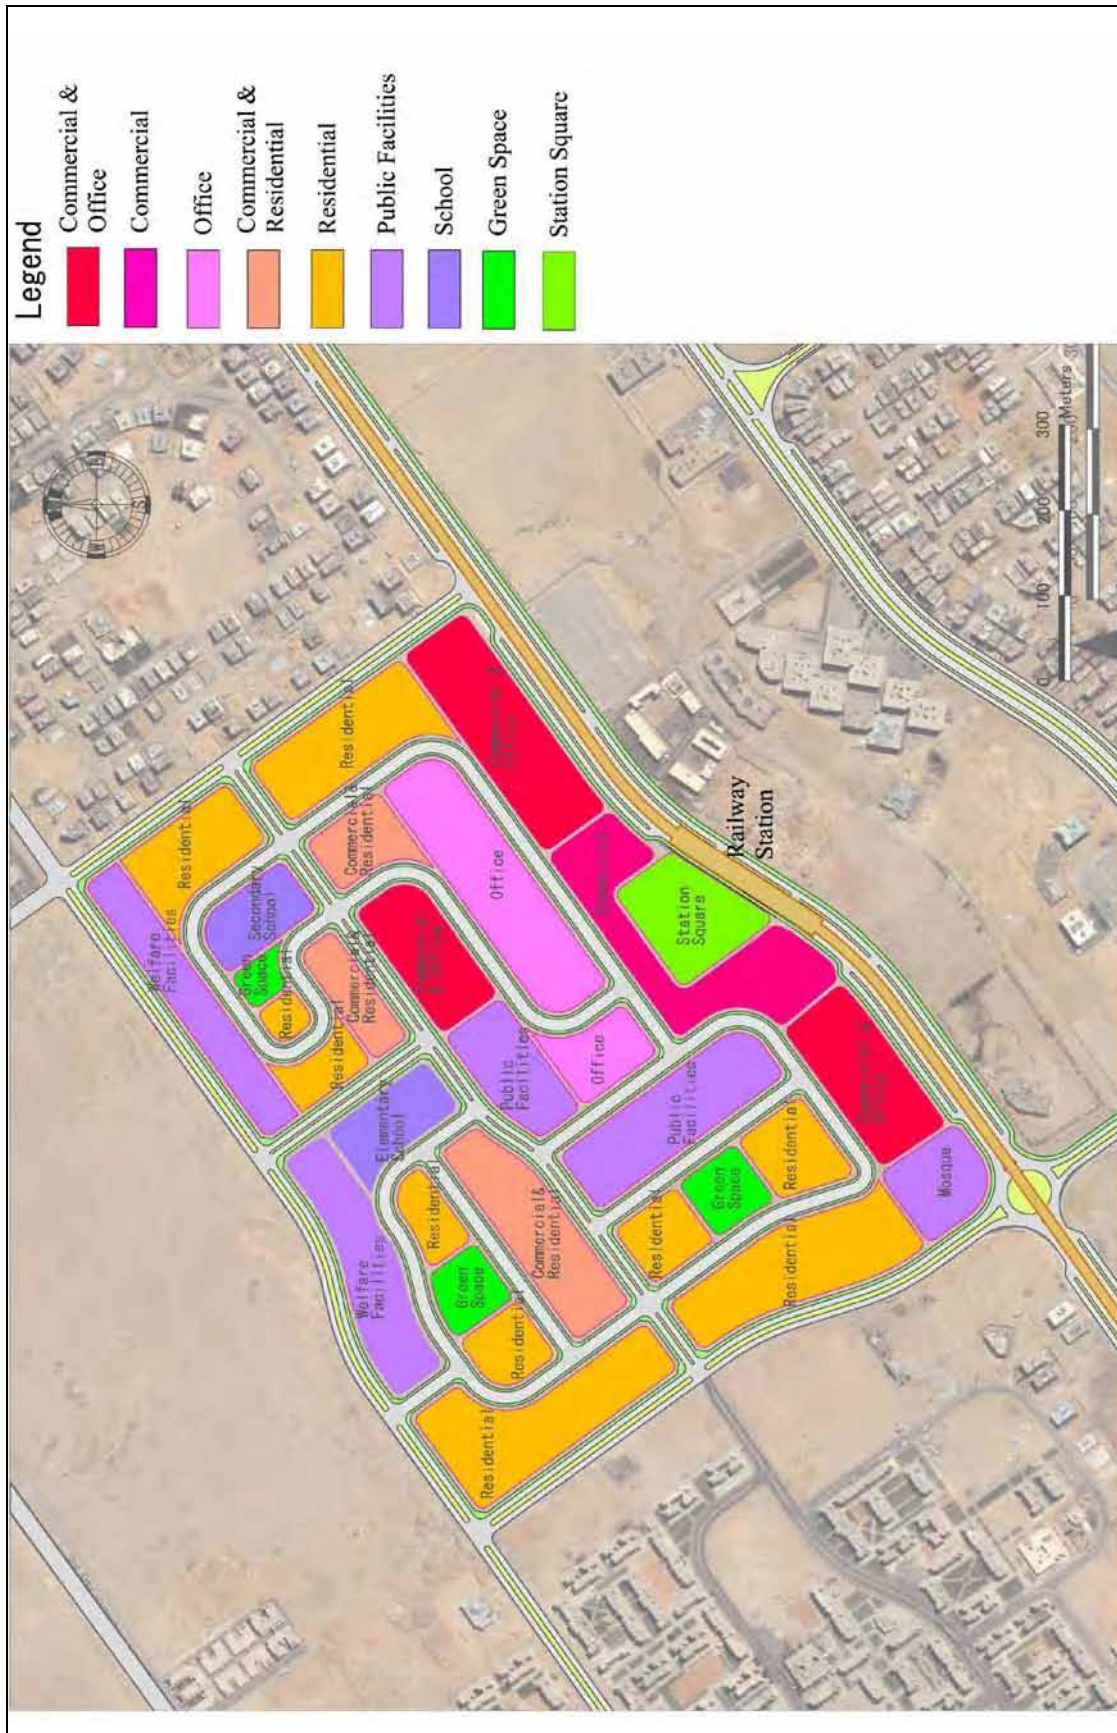 Legend
Commercial &
Office
Commercial
Office
Commercial &
Residential
Residential
Public Facilities
School
Green Space
Station Square
N
E
S
W
Residential
Residential
Welfare
Facilities
Secondary
School
Green
Space
Residential
Residential
Commercial&
Residential
Commercial&
Residential
Office
Public
Facilities
Office
Station
Square
Railway
Station
Elementary
School
Welfare
Facilities
Residential
Green
Space
Residential
Commercial&
Residential
Public
Facilities
Residential
Green
Space
Residential
Residential
Residential
Mosque
0
100
200
300
Meters